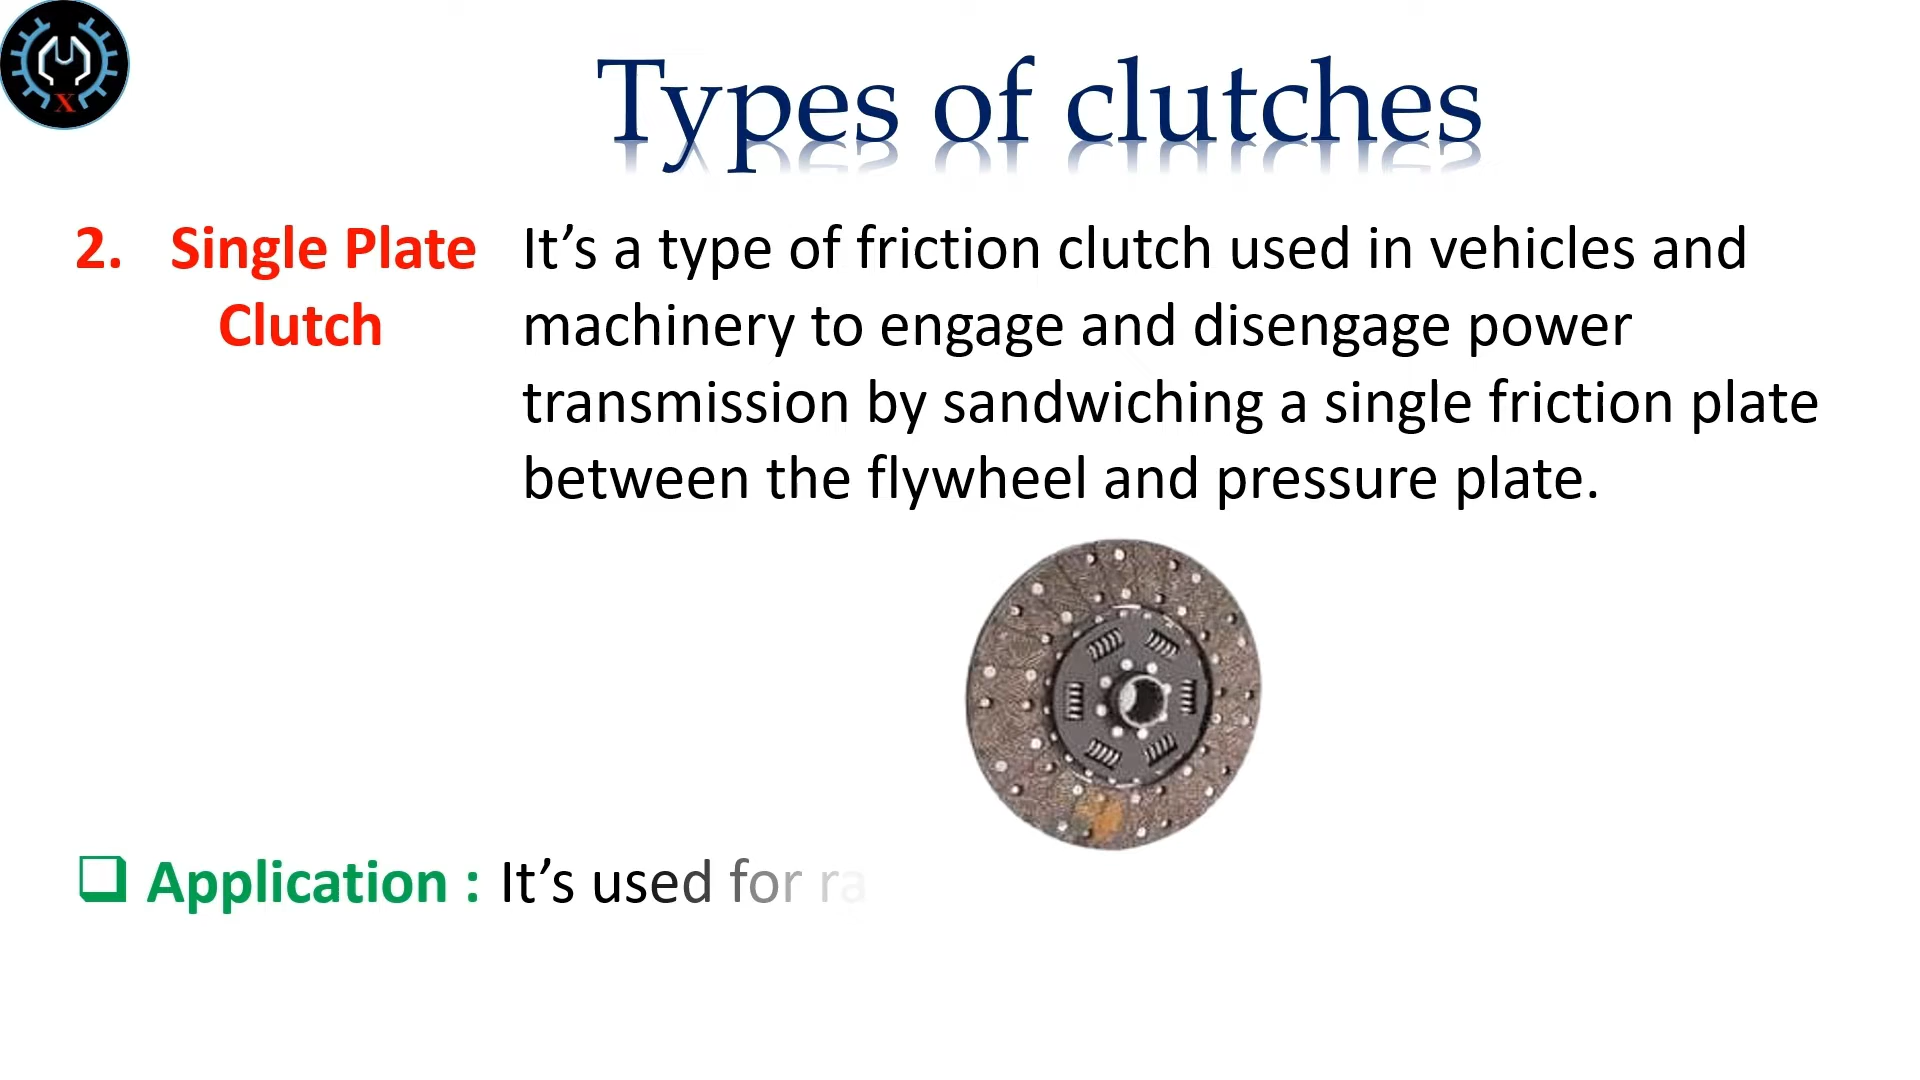 Types of clutches
2. Single Plate
Clutch
It’s a type of friction clutch used in vehicles and
machinery to engage and disengage power
transmission by sandwiching a single friction plate
between the flywheel and pressure plate.
❑ Application : It’s used for
X